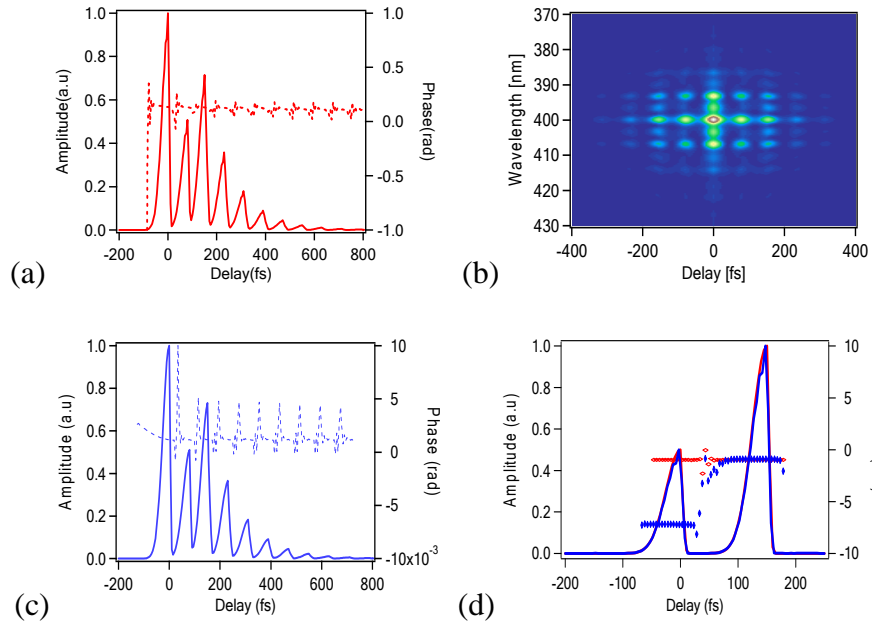 1.0
0.8
0.6
0.4
0.2
0.0
Amplitude(a.u)
1.0
0.5
0.0
-0.5
-1.0
Phase(rad)
-200 0 200 400 600 800
Delay(fs)
(a)
370
380
390
400
410
420
430
Wavelength [nm]
-400 -200 0 200 400
Delay [fs]
(b)
1.0
0.8
0.6
0.4
0.2
0.0
Amplitude (a.u)
10
5
0
-5
-10x10-3
Phase (rad)
-200 0 200 400 600 800
Delay (fs)
(c)
1.0
0.8
0.6
0.4
0.2
0.0
Amplitude (a.u)
10
5
0
-5
-10
-200 -100 0 100 200
Delay (fs)
(d)